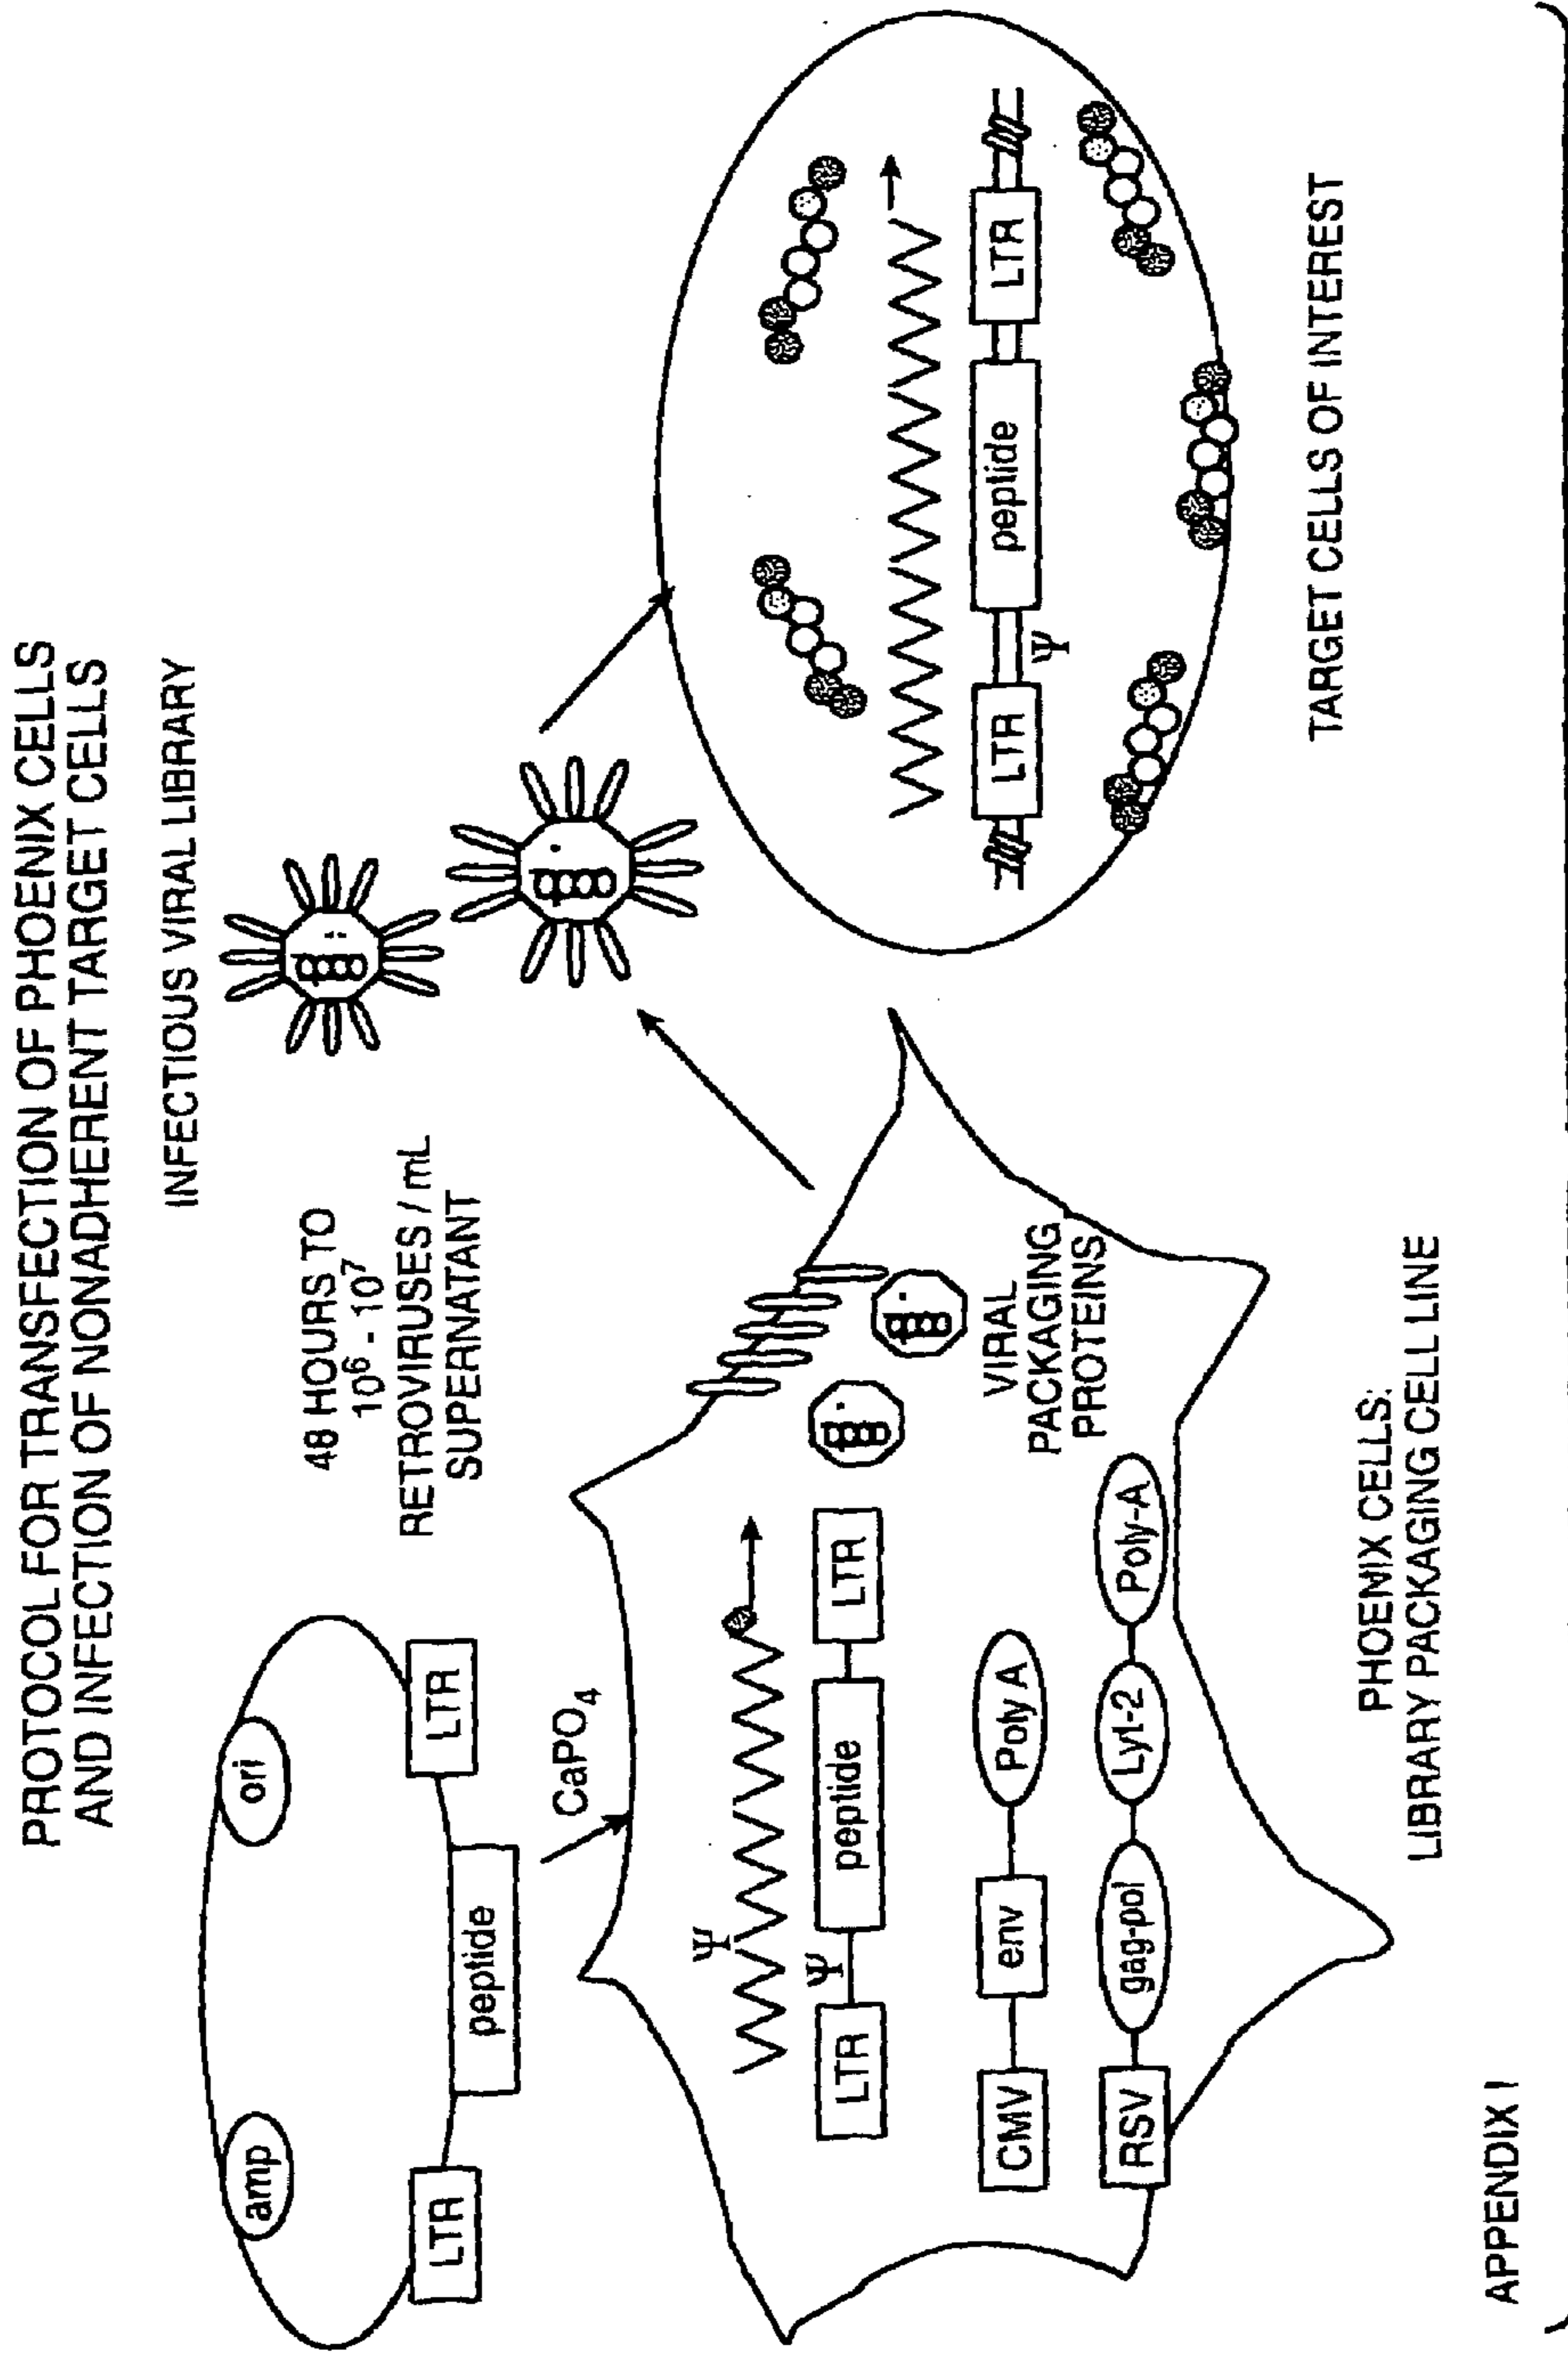 PROTOCOL FOR TRANSFECTION OF PHOENIX CELLS
AND INFECTION OF NONADHERENT TARGET CELLS
INFECTIOUS VIRAL LIBRARY
amp
ori
LTR
peptide
LTR
48 HOURS TO
10⁶ - 10⁷
RETROVIRUSES / mL
SUPERNATANT
CaPO₄
Ψ
Ψ
LTR
peptide
LTR
CMV
env
Poly A
RSV
gag-pol
Lyt-2
Poly-A
VIRAL
PACKAGING
PROTEINS
PHOENIX CELLS:
LIBRARY PACKAGING CELL LINE
LTR
Ψ
peptide
LTR
TARGET CELLS OF INTEREST
APPENDIX I